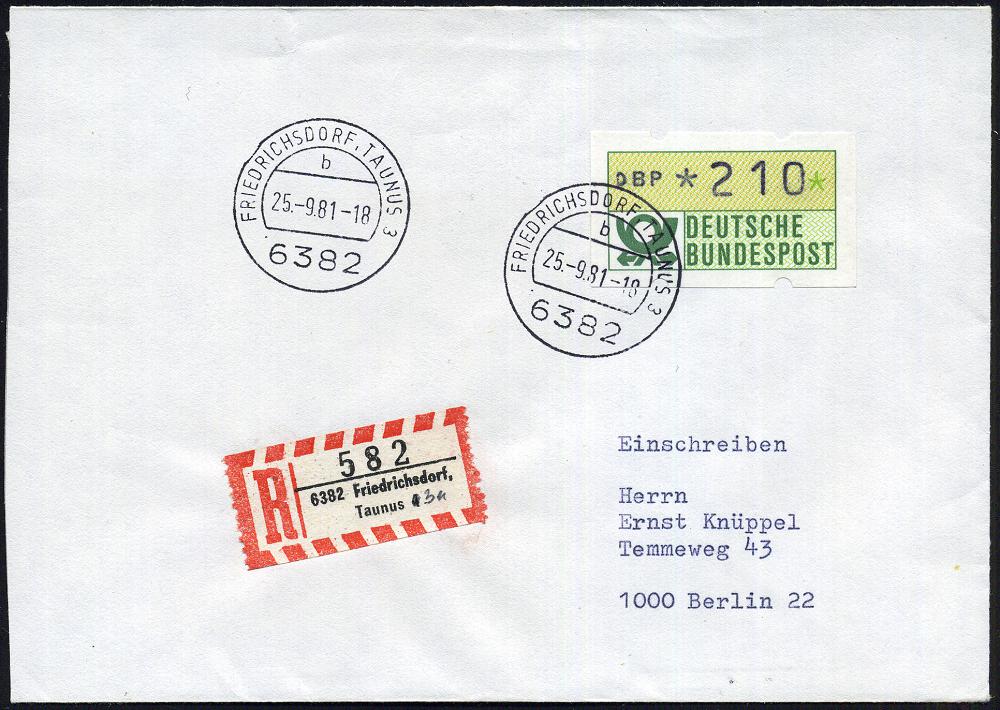 FRIEDRICHSDORF, TAUNUS 3
b
25.-9.81-18
6382
FRIEDRICHSDORF, TAUNUS 3
b
25.-9.81-18
6382
DBP *210*
DEUTSCHE
BUNDESPOST
R
582
6382 Friedrichsdorf,
Taunus
Einschreiben
Herrn
Ernst Knüppel
Temmeweg 43
1000 Berlin 22